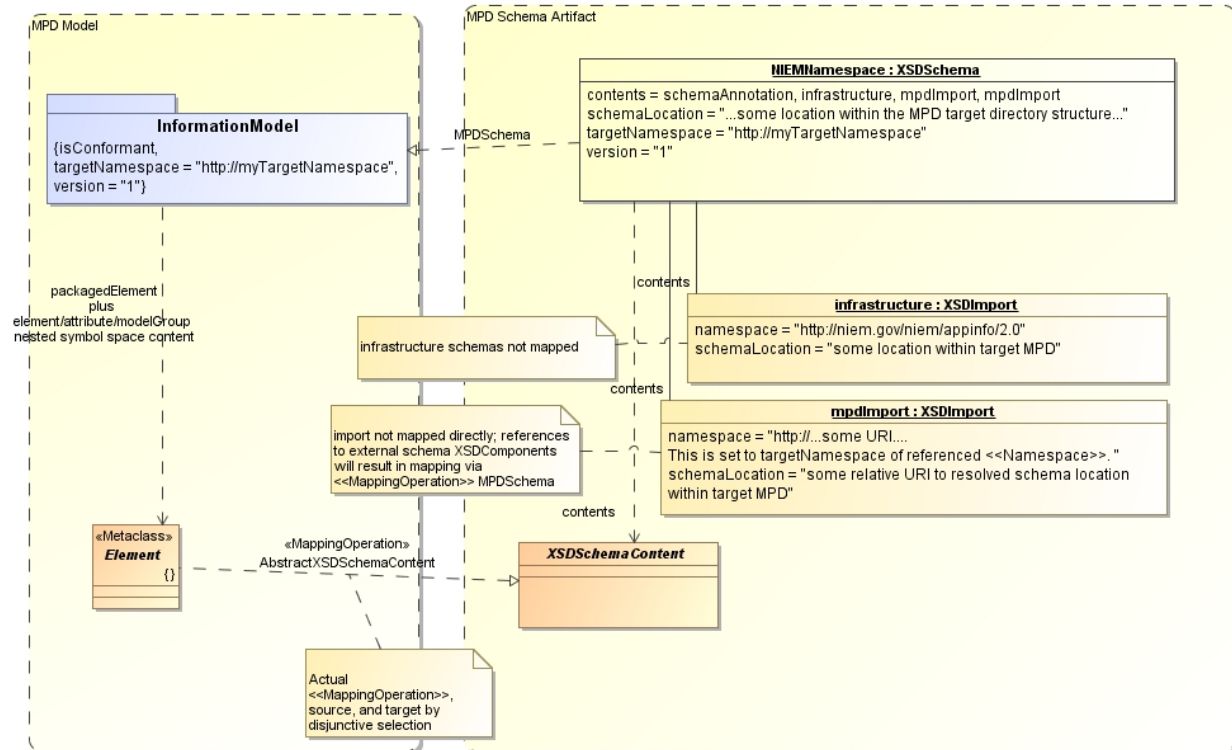 MPD Model
InformationModel
{isConformant,
targetNamespace = "http://myTargetNamespace",
version = "1"}
packagedElement
plus
element/attribute/modelGroup
nested symbol space content
«Metaclass»
Element
{}
MPDSchema
MPD Schema Artifact
NIEMNamespace : XSDSchema
contents = schemaAnnotation, infrastructure, mpdImport, mpdImport
schemaLocation = "...some location within the MPD target directory structure..."
targetNamespace = "http://myTargetNamespace"
version = "1"
contents
infrastructure : XSDImport
namespace = "http://niem.gov/niem/appinfo/2.0"
schemaLocation = "some location within target MPD"
infrastructure schemas not mapped
contents
mpdImport : XSDImport
namespace = "http://...some URI....
This is set to targetNamespace of referenced <<Namespace>>. "
schemaLocation = "some relative URI to resolved schema location
within target MPD"
import not mapped directly; references
to external schema XSDComponents
will result in mapping via
<<MappingOperation>> MPDSchema
contents
«MappingOperation»
AbstractXSDSchemaContent
XSDSchemaContent
Actual
<<MappingOperation>>,
source, and target by
disjunctive selection